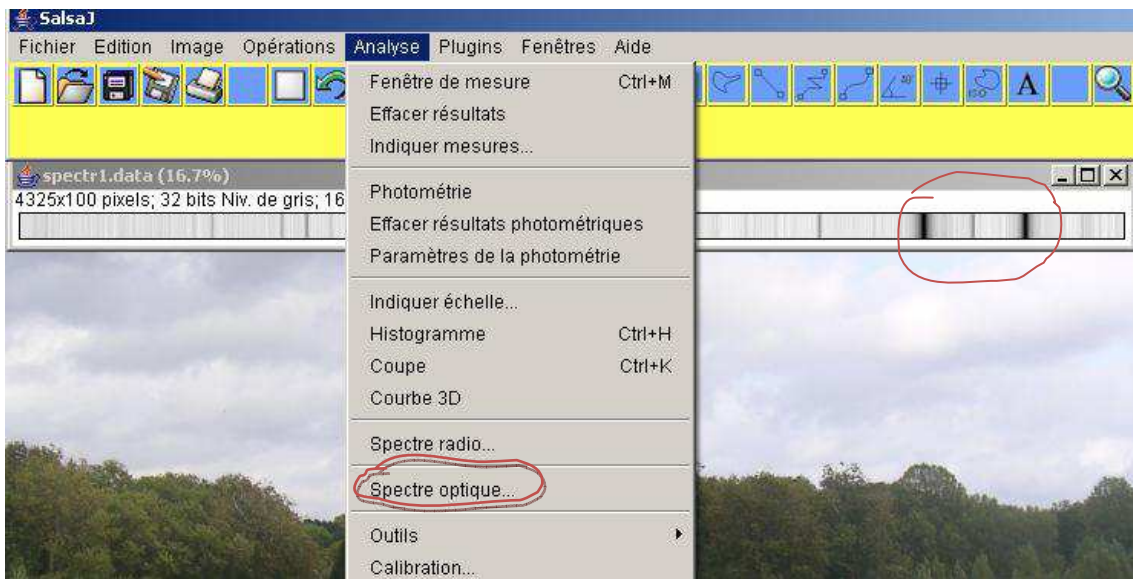 SalsaJ
Fichier Edition Image Opérations Analyse Plugins Fenêtres Aide
A
Fenêtre de mesure Ctrl+M
Effacer résultats
Indiquer mesures...
spectr1.data (16.7%)
4325x100 pixels; 32 bits Niv. de gris; 16
Photométrie
Effacer résultats photométriques
Paramètres de la photométrie
Indiquer échelle...
Histogramme Ctrl+H
Coupe Ctrl+K
Courbe 3D
Spectre radio...
Spectre optique...
Outils
Calibration...